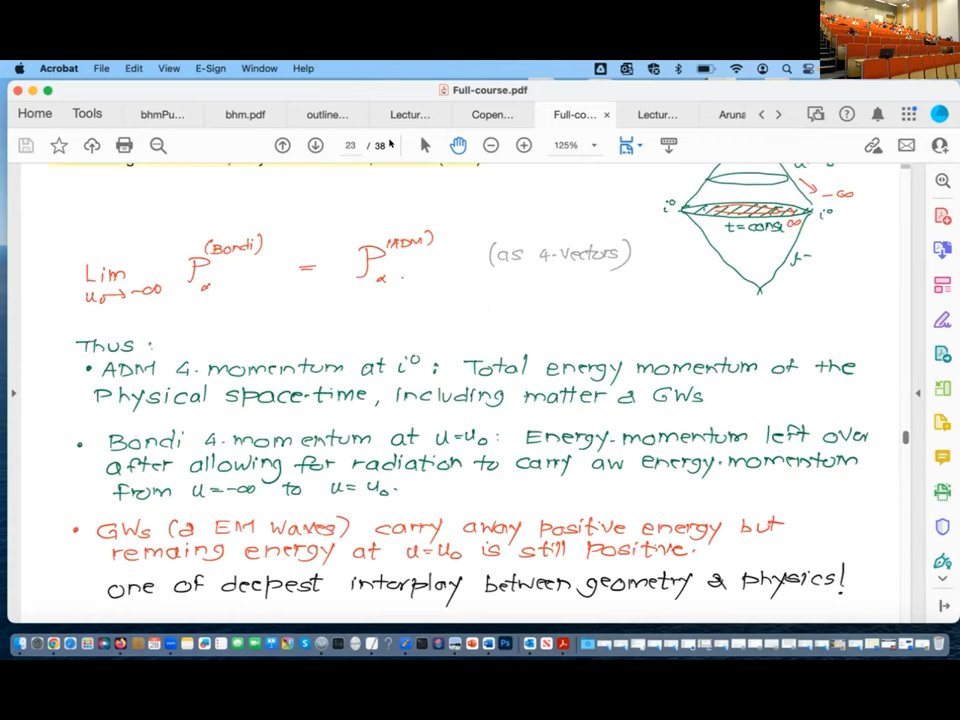 Acrobat File Edit View E-Sign Window Help
Full-course.pdf
Home Tools bhmPu... bhm.pdf outline... Lectur... Copen... Full-co... × Lectur... Aruna
23 / 38 125%
u
→ -∞
i° i°
t=const ∞
Lim u₀→-∞ P_α^(Bondi) = P_α^(ADM) (as 4-vectors)
Thus :
• ADM 4-momentum at i° : Total energy momentum of the
Physical space-time, including matter & GWs
• Bondi 4-momentum at u=u₀: Energy-momentum left over
after allowing for radiation to carry aw energy-momentum
from u=-∞ to u=u₀.
• GWs (& EM waves) carry away positive energy but
remaing energy at u=u₀ is still positive.
one of deepest interplay between geometry & physics!